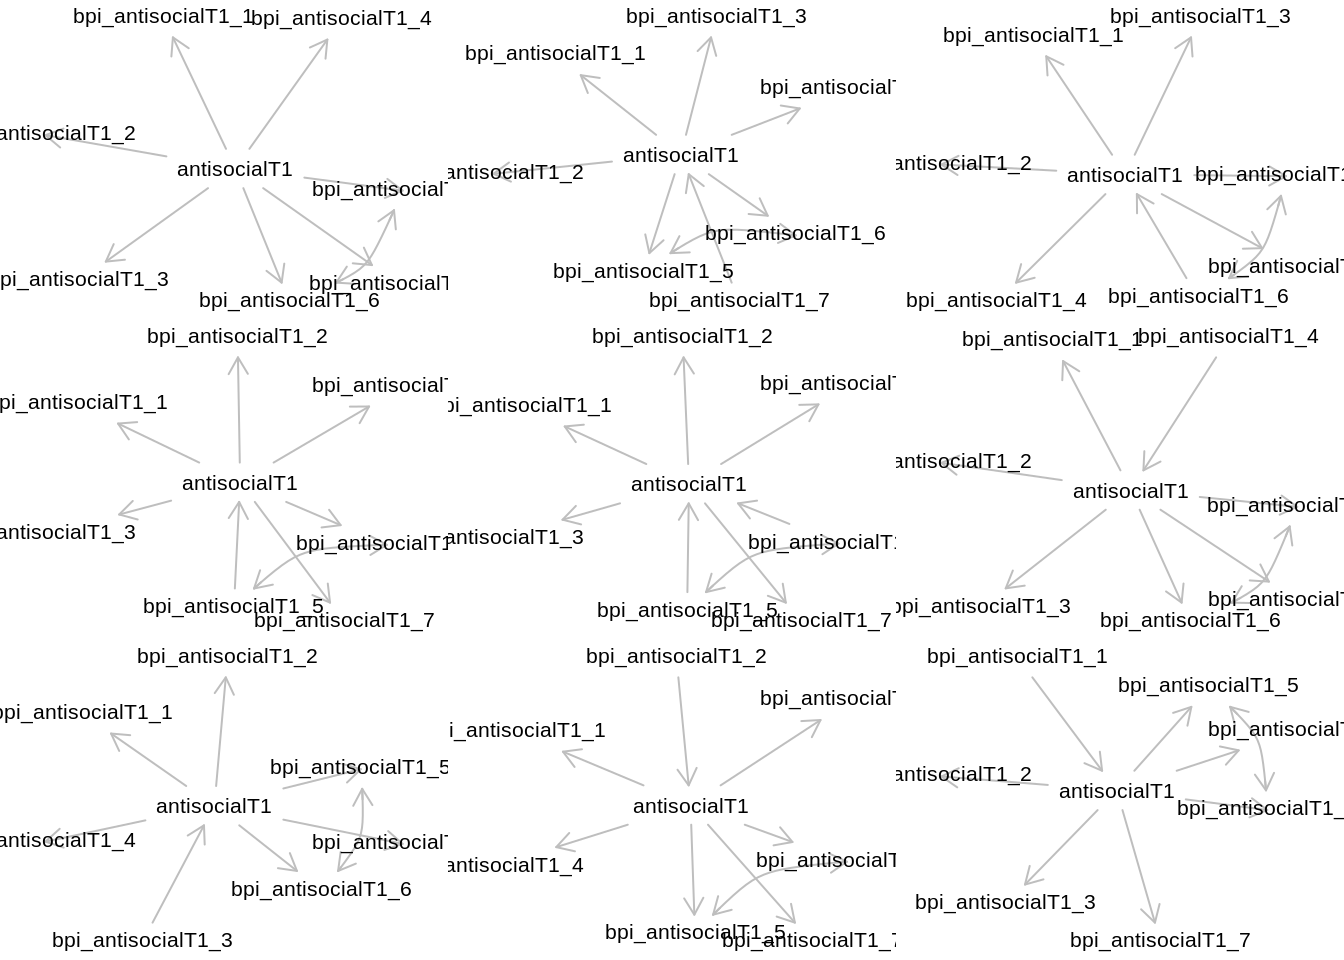 bpi_antisocialT1_1
bpi_antisocialT1_4
antisocialT1_2
antisocialT1
bpi_antisocialT
pi_antisocialT1_3
bpi_antisocialT
bpi_antisocialT1_6
bpi_antisocialT1_3
bpi_antisocialT1_1
bpi_antisocialT
antisocialT1
antisocialT1_2
bpi_antisocialT1_6
bpi_antisocialT1_5
bpi_antisocialT1_7
bpi_antisocialT1_3
bpi_antisocialT1_1
antisocialT1_2
antisocialT1
bpi_antisocialT1
bpi_antisocialT
bpi_antisocialT1_6
bpi_antisocialT1_4
bpi_antisocialT1_2
bpi_antisocialT
pi_antisocialT1_1
antisocialT1
antisocialT1_3
bpi_antisocialT1
bpi_antisocialT1_5
bpi_antisocialT1_7
bpi_antisocialT1_2
bpi_antisocialT
bpi_antisocialT1_1
antisocialT1
antisocialT1_3
bpi_antisocialT1
bpi_antisocialT1_5
bpi_antisocialT1_7
bpi_antisocialT1_1
bpi_antisocialT1_4
antisocialT1_2
antisocialT1
bpi_antisocialT
bpi_antisocialT
bpi_antisocialT1_3
bpi_antisocialT1_6
bpi_antisocialT1_2
bpi_antisocialT1_1
bpi_antisocialT1_5
antisocialT1
antisocialT1_4
bpi_antisocialT
bpi_antisocialT1_6
bpi_antisocialT1_3
bpi_antisocialT1_2
bpi_antisocialT
i_antisocialT1_1
antisocialT1
bpi_antisocialT
antisocialT1_4
bpi_antisocialT1_5
bpi_antisocialT1_7
bpi_antisocialT1_1
bpi_antisocialT1_5
bpi_antisocialT
antisocialT1_2
antisocialT1
bpi_antisocialT1_
bpi_antisocialT1_3
bpi_antisocialT1_7